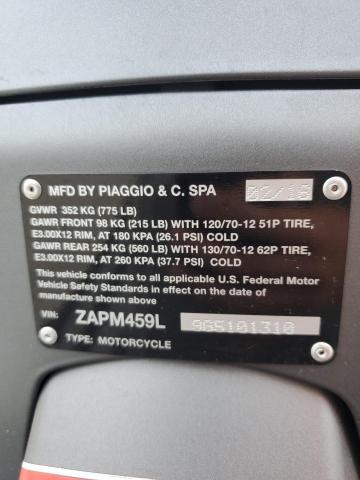 MFD BY PIAGGIO & C. SPA 02/16
GVWR 352 KG (775 LB)
GAWR FRONT 98 KG (215 LB) WITH 120/70-12 51P TIRE,
E3.00X12 RIM, AT 180 KPA (26.1 PSI) COLD
GAWR REAR 254 KG (560 LB) WITH 130/70-12 62P TIRE,
E3.00X12 RIM, AT 260 KPA (37.7 PSI) COLD
This vehicle conforms to all applicable U.S. Federal Motor
Vehicle Safety Standards in effect on the date of
manufacture shown above
VIN: ZAPM459L 9G5101310
TYPE: MOTORCYCLE